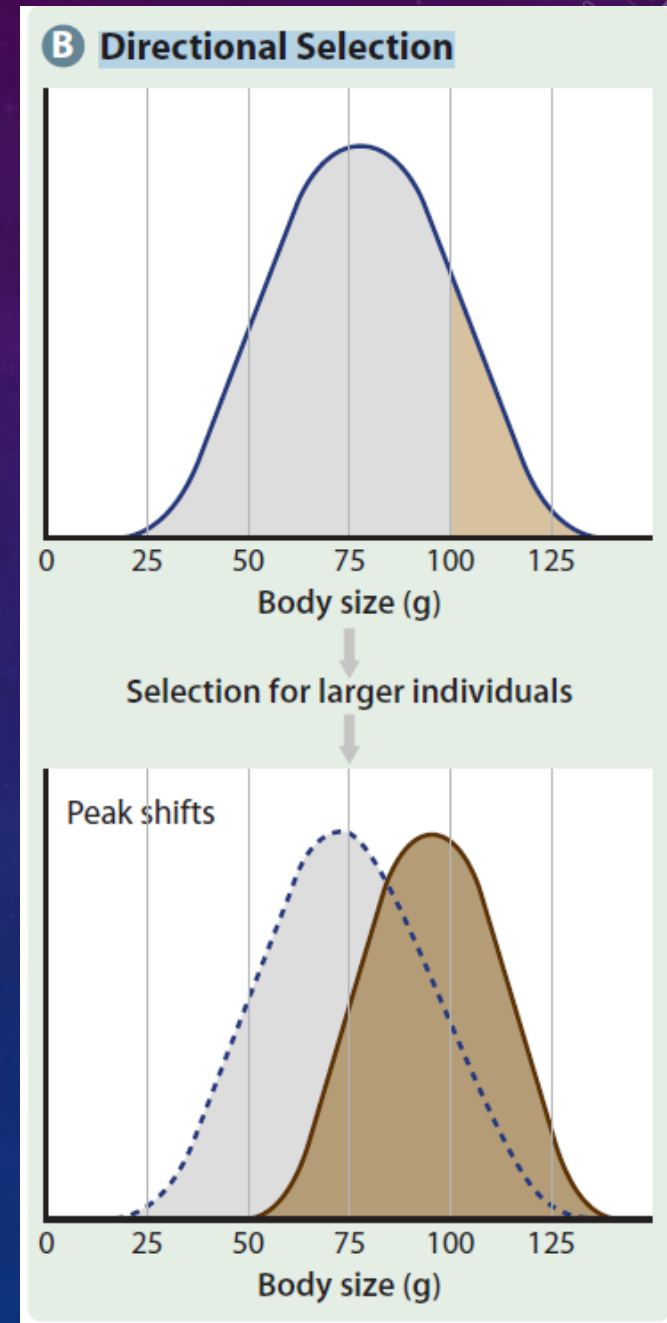 B Directional Selection
0 25 50 75 100 125
Body size (g)
Selection for larger individuals
Peak shifts
0 25 50 75 100 125
Body size (g)